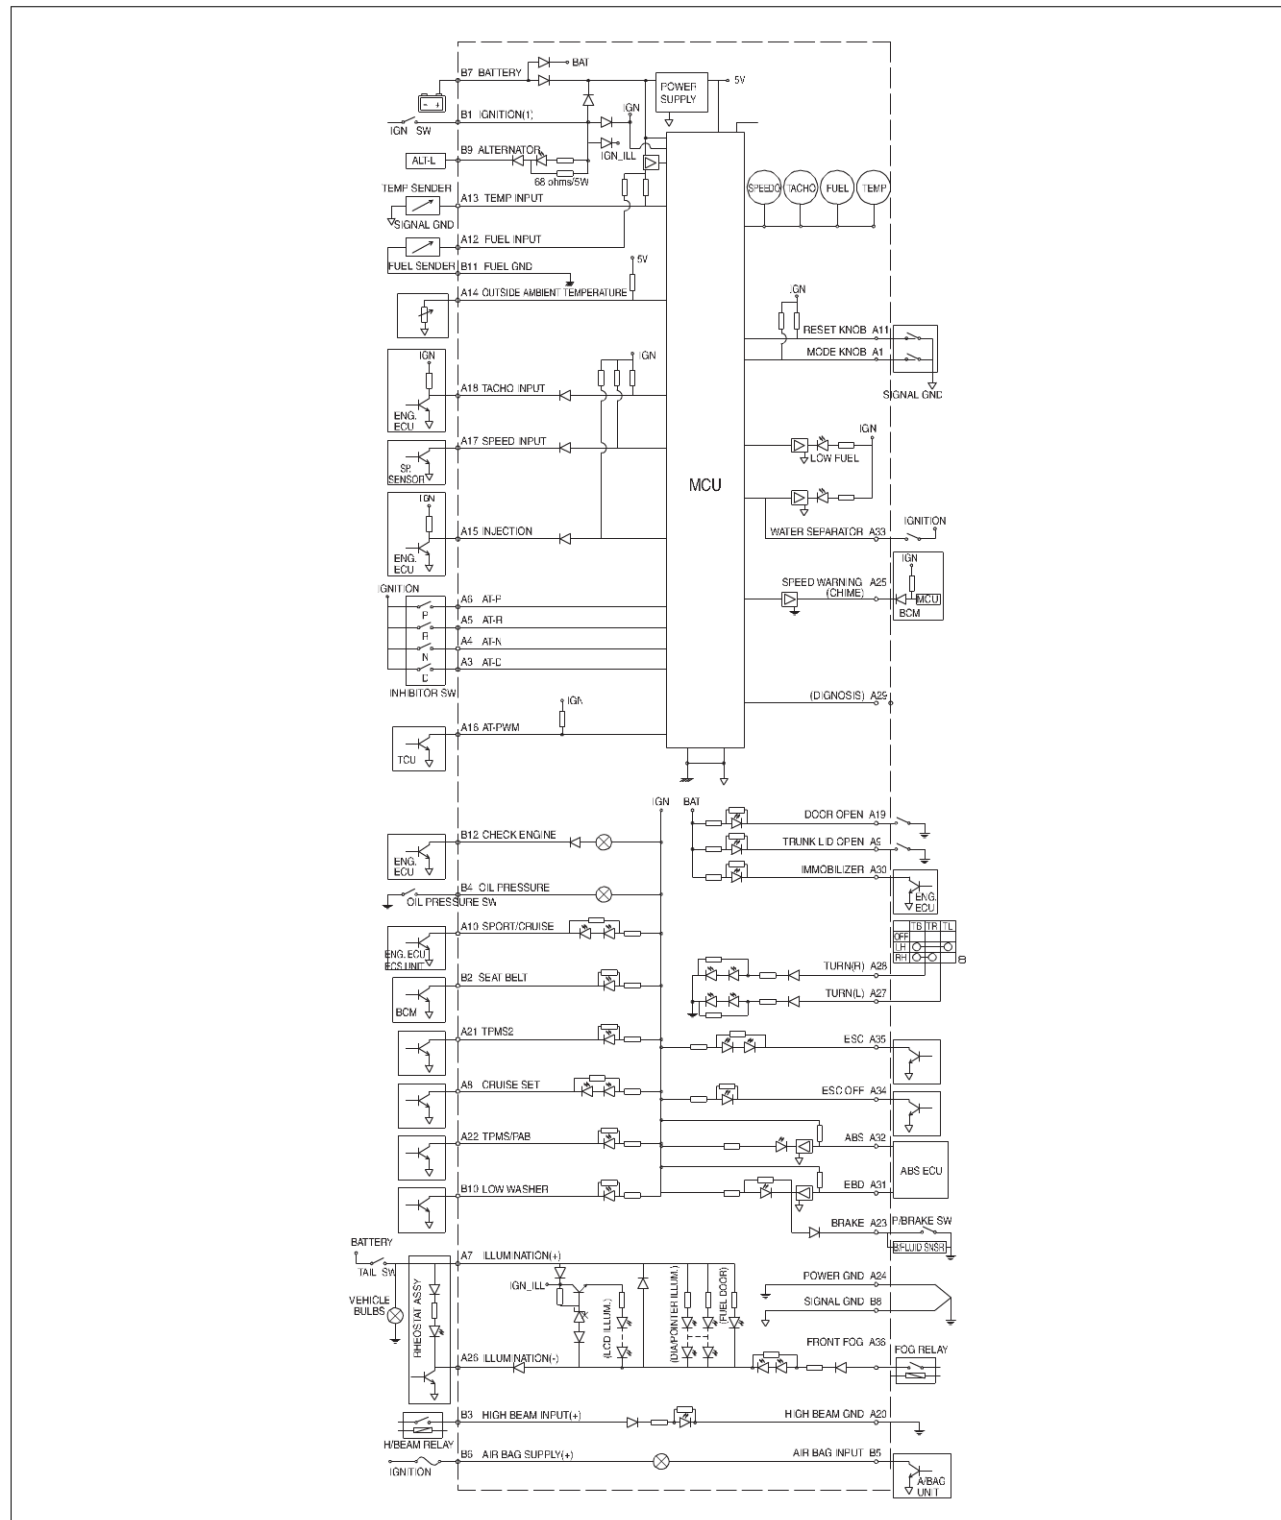 B7 BATTERY
BAT
POWER SUPPLY
5V
B1 IGNITION(1)
IGN SW
IGN
B9 ALTERNATOR
ALT-L
IGN_ILL
68 ohms/5W
TEMP SENDER
A13 TEMP INPUT
SIGNAL GND
SPEEDO
TACHO
FUEL
TEMP
A12 FUEL INPUT
FUEL SENDER
B11 FUEL GND
5V
A14 OUTSIDE AMBIENT TEMPERATURE
IGN
RESET KNOB A11
MODE KNOB A1
SIGNAL GND
IGN
IGN
A18 TACHO INPUT
ENG. ECU
A17 SPEED INPUT
SP. SENSOR
IGN
LOW FUEL
MCU
IGN
A15 INJECTION
ENG. ECU
WATER SEPARATOR A33
IGNITION
IGN
SPEED WARNING A25
(CHIME)
MCU
BCM
IGNITION
A6 AT-P
P
A5 AT-R
R
A4 AT-N
N
A3 AT-D
D
INHIBITOR SW
(DIGNOSIS) A29
IGN
A16 AT-PWM
TCU
IGN
BAT
DOOR OPEN A19
B12 CHECK ENGINE
ENG. ECU
TRUNK LID OPEN A9
IMMOBILIZER A30
ENG. ECU
B4 OIL PRESSURE
OIL PRESSURE SW
A10 SPORT/CRUISE
ENG. ECU
ECS UNIT
TB TR TL
OFF
LH
RH
B2 SEAT BELT
BCM
TURN(R) A28
TURN(L) A27
A21 TPMS2
ESC A35
A8 CRUISE SET
ESC OFF A34
A22 TPMS/PAB
ABS A32
ABS ECU
B10 LOW WASHER
EBD A31
BRAKE A23
P/BRAKE SW
B/FLUID SNSR
BATTERY
TAIL SW
A7 ILLUMINATION(+)
IGN_ILL
VEHICLE BULBS
RHEOSTAT ASSY
(LCD ILLUM.)
(DIA/POINTER ILLUM.)
(FUEL DOOR)
POWER GND A24
SIGNAL GND B8
FRONT FOG A36
FOG RELAY
A26 ILLUMINATION(-)
B3 HIGH BEAM INPUT(+)
HIGH BEAM GND A20
H/BEAM RELAY
B6 AIR BAG SUPPLY(+)
IGNITION
AIR BAG INPUT B5
A/BAG UNIT